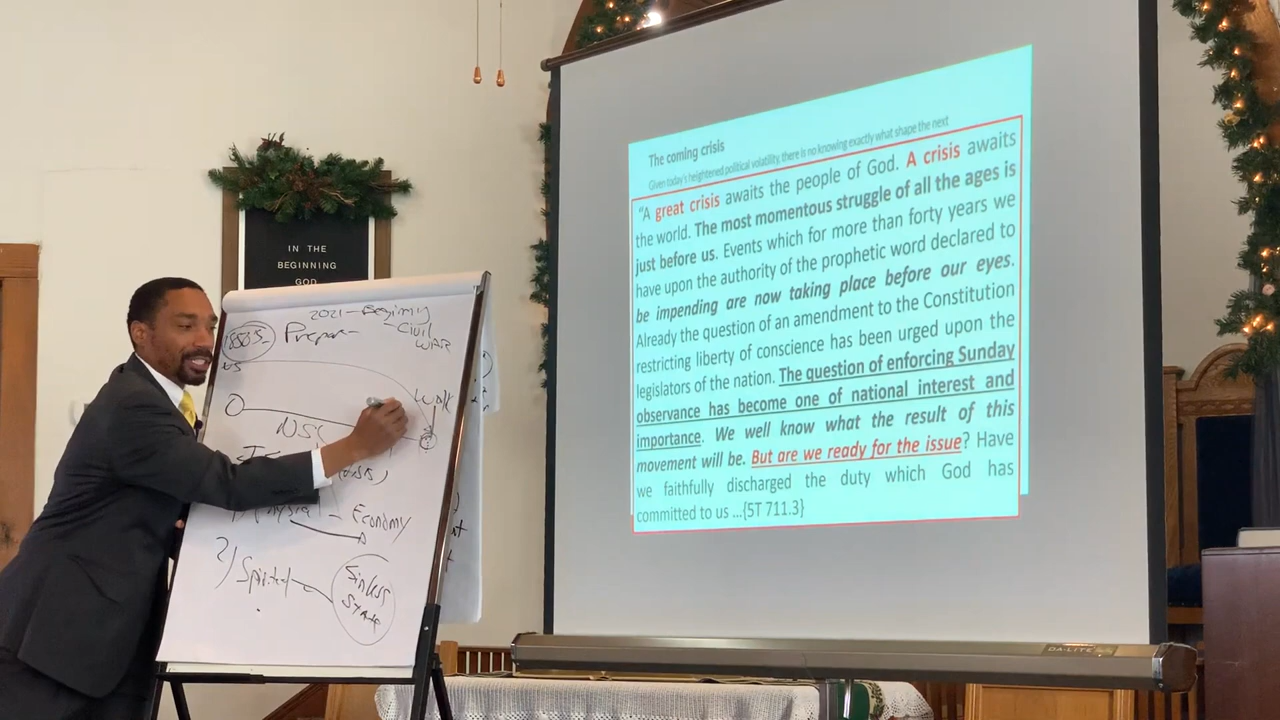 IN THE
BEGINNING
GOD
2021 - Beginning
- Civil
WAR
1850's
Prepar
US
NSS
- Economy
2) Spiritual
Sinless
State
DA-LITE
The coming crisis
Given today's heightened political volatility, there is no knowing exactly what shape the next
"A great crisis awaits the people of God. A crisis awaits
the world. The most momentous struggle of all the ages is
just before us. Events which for more than forty years we
have upon the authority of the prophetic word declared to
be impending are now taking place before our eyes.
Already the question of an amendment to the Constitution
restricting liberty of conscience has been urged upon the
legislators of the nation. The question of enforcing Sunday
observance has become one of national interest and
importance. We well know what the result of this
movement will be. But are we ready for the issue? Have
we faithfully discharged the duty which God has
committed to us ...{5T 711.3}